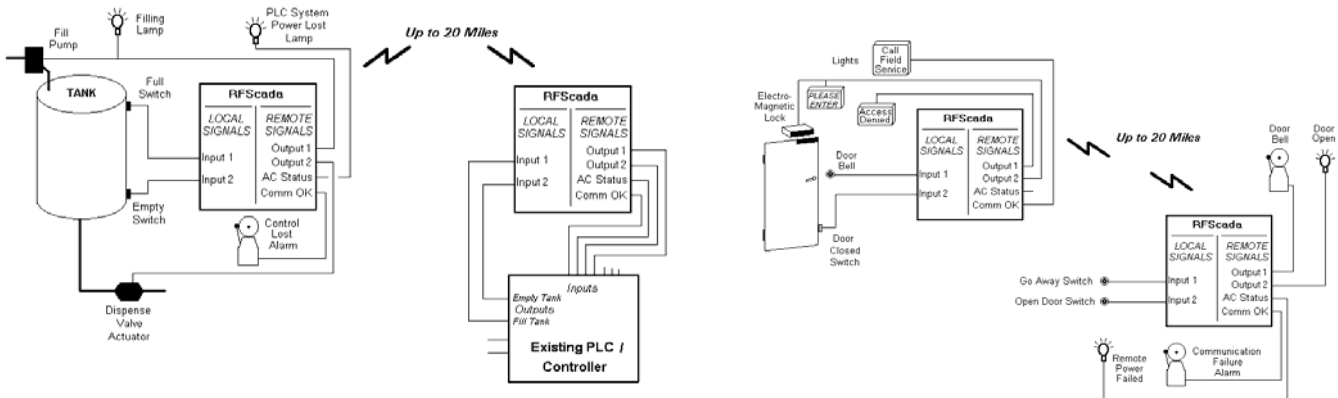 Fill
Pump
Filling
Lamp
PLC System
Power Lost
Lamp
TANK
Full
Switch
Empty
Switch
Dispense
Valve
Actuator
RFScada
LOCAL
SIGNALS
REMOTE
SIGNALS
Input 1
Input 2
Output 1
Output 2
AC Status
Comm OK
Control
Lost
Alarm
Up to 20 Miles
RFScada
LOCAL
SIGNALS
REMOTE
SIGNALS
Input 1
Input 2
Output 1
Output 2
AC Status
Comm OK
Inputs
Empty Tank
Outputs
Fill Tank
Existing PLC /
Controller
Lights
Call
Field
Service
PLEASE
ENTER
Access
Denied
Electro-
Magnetic
Lock
Door
Bell
Door
Closed
Switch
RFScada
LOCAL
SIGNALS
REMOTE
SIGNALS
Input 1
Input 2
Output 1
Output 2
AC Status
Comm OK
Up to 20 Miles
Door
Bell
Door
Open
RFScada
LOCAL
SIGNALS
REMOTE
SIGNALS
Input 1
Input 2
Output 1
Output 2
AC Status
Comm OK
Go Away Switch
Open Door Switch
Remote
Power
Failed
Communication
Failure
Alarm